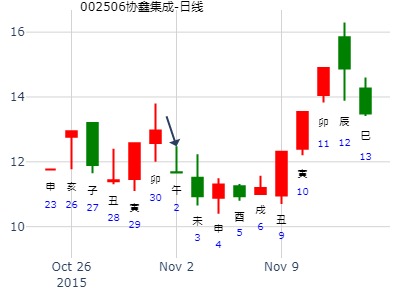 002506协鑫集成-日线
16
14
12
10
申
23
亥
26
子
27
丑
28
寅
29
卯
30
午
2
未
3
申
4
酉
5
戌
6
丑
9
寅
10
卯
11
辰
12
巳
13
Oct 26
2015
Nov 2
Nov 9